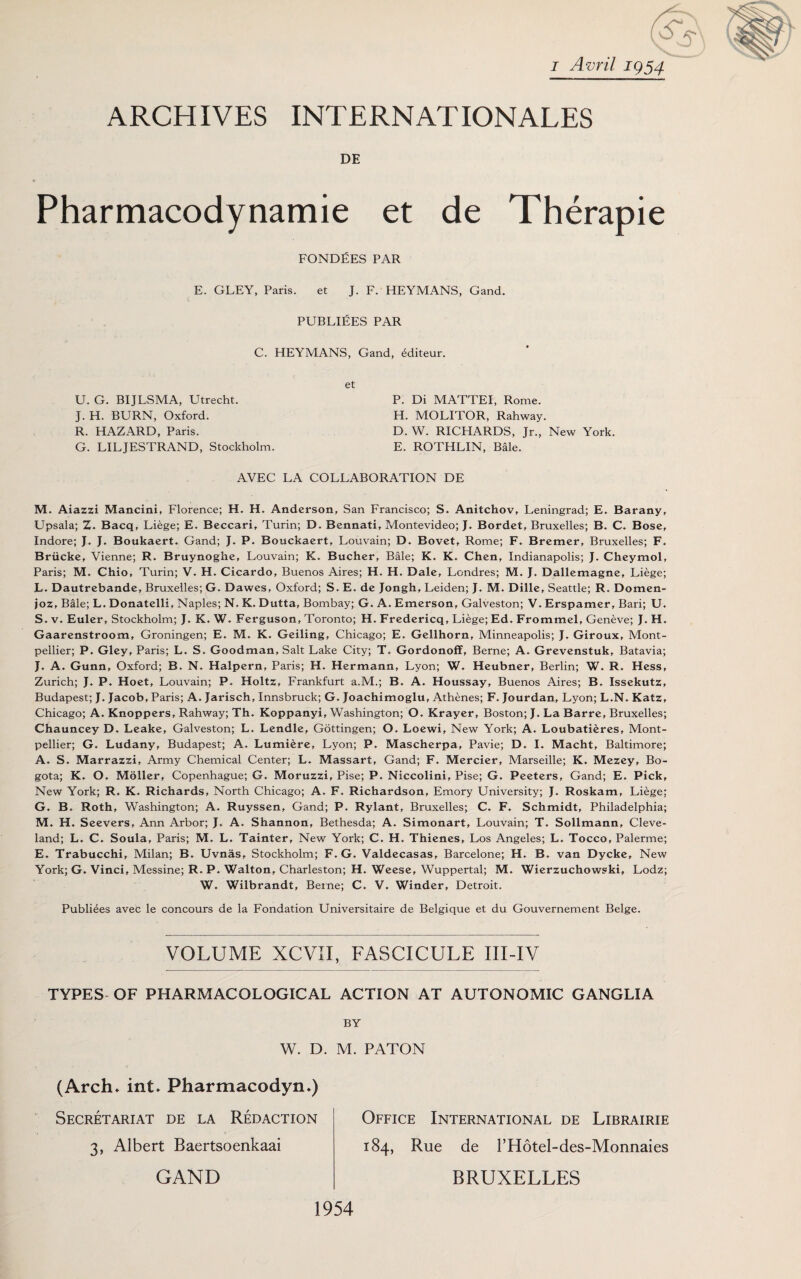 1 Avril 1954
ARCHIVES INTERNATIONALES
DE
Pharmacodynamie et de Thérapie
FONDÉES PAR
E. GLEY, Paris. et J. F. HEYMANS, Gand.
PUBLIÉES PAR
C. HEYMANS, Gand, éditeur.
et
U. G. BIJLSMA, Utrecht.
J. H. BURN, Oxford.
R. HAZARD, Paris.
G. LILJESTRAND, Stockholm.
P. Di MATTEI, Rome.
H. MOLITOR, Rahway.
D. W. RICHARDS, Jr., New York.
E. ROTHLIN, Bâle.
AVEC LA COLLABORATION DE
M. Aiazzi Mancini, Florence; H. H. Anderson, San Francisco; S. Anitchov, Leningrad; E. Barany,
Upsala; Z. Bacq, Liège; E. Beccari, Turin; D. Bennati, Montevideo; J. Bordet, Bruxelles; B. C. Bose,
Indore; J. J. Boukaert. Gand; J. P. Bouckaert, Louvain; D. Bovet, Rome; F. Bremer, Bruxelles; F.
Brücke, Vienne; R. Bruynoghe, Louvain; K. Bucher, Bâle; K. K. Chen, Indianapolis; J. Cheymol,
Paris; M. Chio, Turin; V. H. Cicardo, Buenos Aires; H. H. Dale, Londres; M. J. Dallemagne, Liège;
L. Dautrebande, Bruxelles; G. Dawes, Oxford; S. E. de Jongh, Leiden; J. M. Dille, Seattle; R. Domen-
joz, Bâle; L. Donatelli, Naples; N. K. Dutta, Bombay; G. A. Emerson, Galveston; V. Erspamer, Bari; U.
S. v. Euler, Stockholm; J. K. W. Ferguson, Toronto; H. Fredericq, Liège; Ed. Frommel, Genève; J. H.
Gaarenstroom, Groningen; E. M. K. Geiling, Chicago; E. Gellhorn, Minneapolis; J. Giroux, Mont-
pellier; P. Gley, Paris; L. S. Goodman, Salt Lake City; T. Gordonoff, Berne; A. Grevenstuk, Batavia;
J. A. Gunn, Oxford; B. N. Halpern, Paris; H. Hermann, Lyon; W. Heubner, Berlin; W. R. Hess,
Zurich; J. P. Hoet, Louvain; P. Holtz, Frankfurt a.M.; B. A. Houssay, Buenos Aires; B. Issekutz,
Budapest; J. Jacob, Paris; A. Jarisch, Innsbruck; G. Joachimoglu, Athènes; F. Jourdan, Lyon; L.N. Katz,
Chicago; A. Knoppers, Rahway; Th. Koppanyi, Washington; O. Krayer, Boston; J. La Barre, Bruxelles;
Chauncey D. Leake, Galveston; L. Lendle, Göttingen; O. Loewi, New York; A. Loubatières, Mont-
pellier; G. Ludany, Budapest; A. Lumière, Lyon; P. Mascherpa, Pavie; D. I. Macht, Baltimore;
A. S. Marrazzi, Army Chemical Center; L. Massart, Gand; F. Mercier, Marseille; K. Mezey, Bo-
gota; K. O. Möller, Copenhague; G. Moruzzi, Pise; P. Niccolini, Pise; G. Peeters, Gand; E. Pick,
New York; R. K. Richards, North Chicago; A. F. Richardson, Emory University; J. Roskam, Liège;
G. B. Roth, Washington; A. Ruyssen, Gand; P. Rylant, Bruxelles; C. F. Schmidt, Philadelphia;
M. H. Seevers, Ann Arbor; J. A. Shannon, Bethesda; A. Simonart, Louvain; T. Sollmann, Cleve-
land; L. C. Soula, Paris; M. L. Tainter, New York; C. H. Thienes, Los Angeles; L. Tocco, Palerme;
E. Trabucchi, Milan; B. Uvnäs, Stockholm; F. G. Valdecasas, Barcelone; H. B. van Dycke, New
York; G. Vinci, Messine; R. P. Walton, Charleston; H. Weese, Wuppertal; M. Wierzuchowski, Lodz;
W. Wilbrandt, Berne; C. V. Winder, Detroit.
Publiées avec le concours de la Fondation Universitaire de Belgique et du Gouvernement Belge.
VOLUME XCVII, FASCICULE III-IV
TYPES OF PHARMACOLOGICAL ACTION AT AUTONOMIC GANGLIA
BY
W. D. M. PATON
(Arch. int. Pharmacodyn.)
SECRÉTARIAT DE LA RÉDACTION
3, Albert Baertsoenkaai
GAND
OFFICE INTERNATIONAL DE LIBRAIRIE
184, Rue de l'Hôtel-des-Monnaies
BRUXELLES
1954